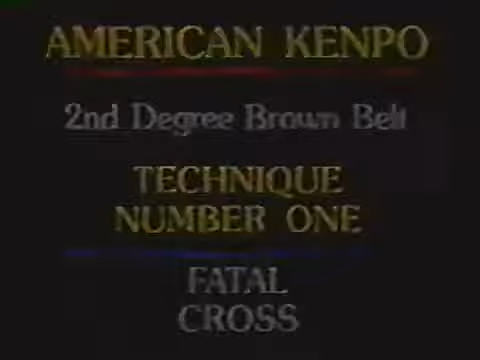 AMERICAN KENPO
2nd Degree Brown Belt
TECHNIQUE
NUMBER ONE
FATAL
CROSS